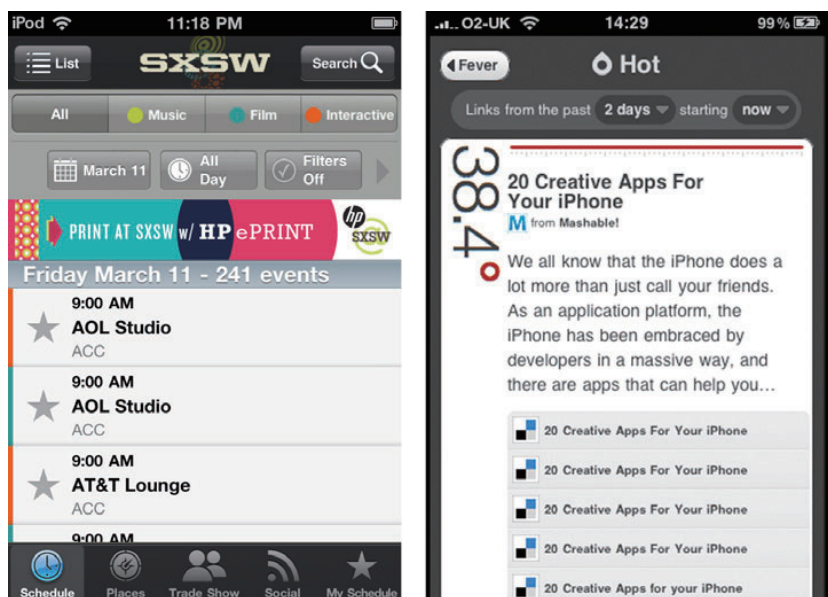 iPod 11:18 PM
List SXSW Search
All Music Film Interactive
March 11 All Day Filters Off
PRINT AT SXSW w/ HP ePRINT hp SXSW
Friday March 11 - 241 events
9:00 AM
AOL Studio
ACC
9:00 AM
AOL Studio
ACC
9:00 AM
AT&T Lounge
ACC
9:00 AM
Schedule Places Trade Show Social My Schedule
O2-UK 14:29 99%
Fever Hot
Links from the past 2 days starting now
38.4°
20 Creative Apps For
Your iPhone
M from Mashable!
We all know that the iPhone does a
lot more than just call your friends.
As an application platform, the
iPhone has been embraced by
developers in a massive way, and
there are apps that can help you...
20 Creative Apps For Your iPhone
20 Creative Apps For Your iPhone
20 Creative Apps For Your iPhone
20 Creative Apps For Your iPhone
20 Creative Apps for your iPhone